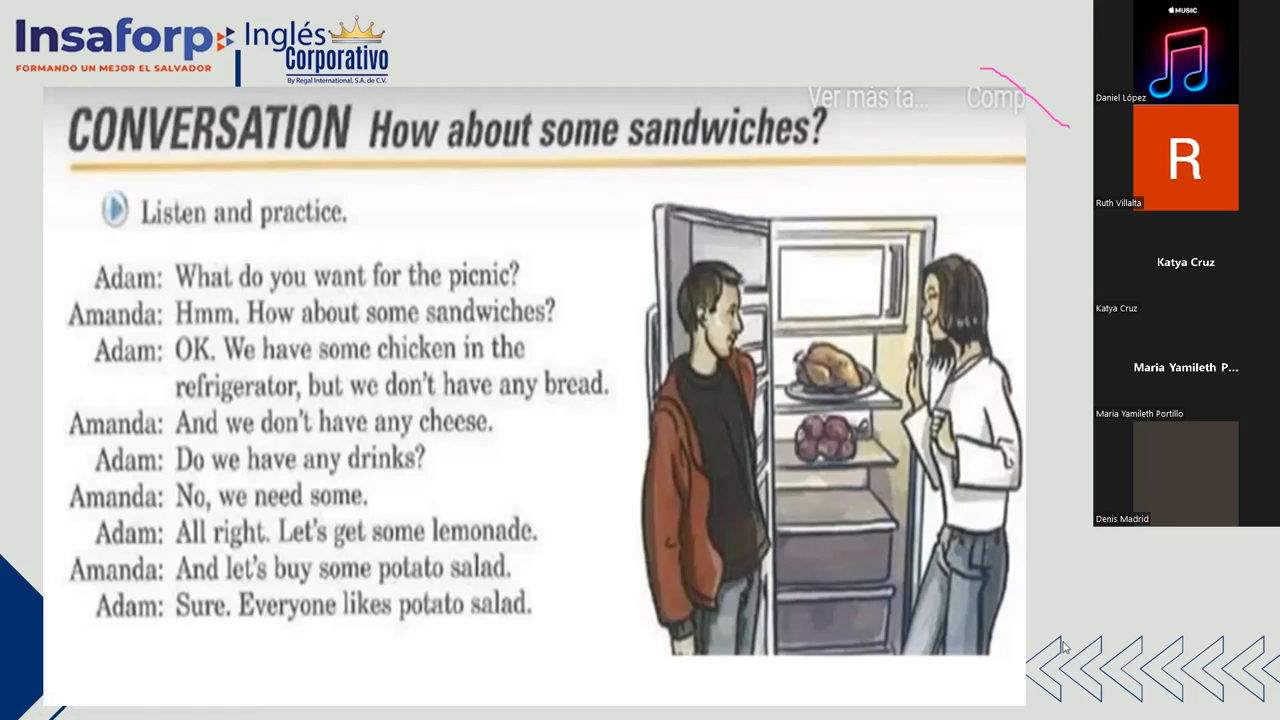 Insaforp
FORMANDO UN MEJOR EL SALVADOR
Inglés
Corporativo
By Regal International, S.A. de C.V.
Ver más ta... Comp
CONVERSATION How about some sandwiches?
Listen and practice.
Adam: What do you want for the picnic?
Amanda: Hmm. How about some sandwiches?
Adam: OK. We have some chicken in the
refrigerator, but we don't have any bread.
Amanda: And we don't have any cheese.
Adam: Do we have any drinks?
Amanda: No, we need some.
Adam: All right. Let's get some lemonade.
Amanda: And let's buy some potato salad.
Adam: Sure. Everyone likes potato salad.
MUSIC
Daniel López
R
Ruth Villalta
Katya Cruz
Katya Cruz
Maria Yamileth P...
Maria Yamileth Portillo
Denis Madrid